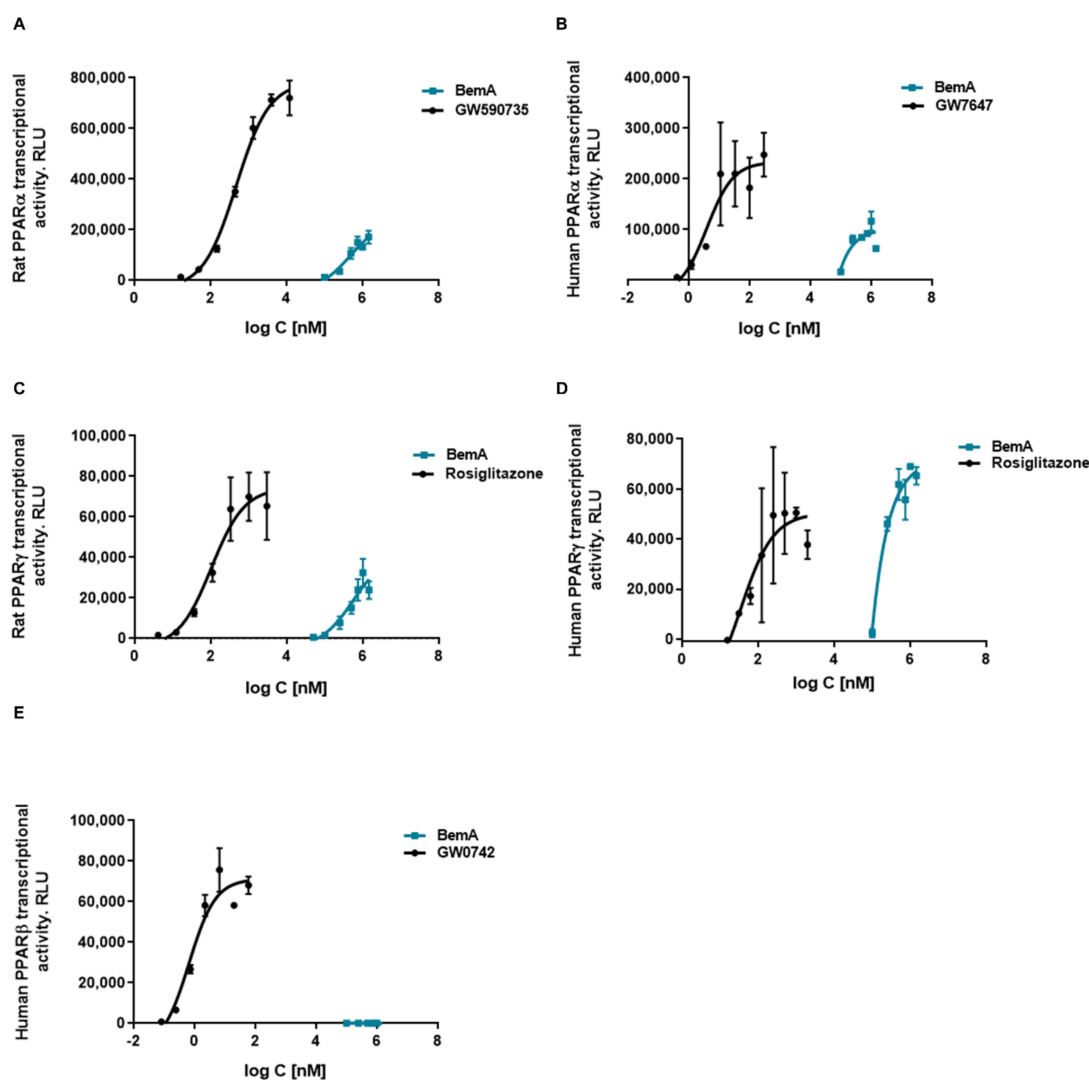 A
Rat PPARα transcriptional
activity. RLU
800,000
600,000
400,000
200,000
0
0
2
4
6
8
log C [nM]
BemA
GW590735
B
Human PPARα transcriptional
activity. RLU
400,000
300,000
200,000
100,000
0
-2
0
2
4
6
8
log C [nM]
BemA
GW7647
C
Rat PPARγ transcriptional
activity. RLU
100,000
80,000
60,000
40,000
20,000
0
0
2
4
6
8
log C [nM]
BemA
Rosiglitazone
D
Human PPARγ transcriptional
activity. RLU
80,000
60,000
40,000
20,000
0
0
2
4
6
8
log C [nM]
BemA
Rosiglitazone
E
Human PPARβ transcriptional
activity. RLU
100,000
80,000
60,000
40,000
20,000
0
-2
0
2
4
6
8
log C [nM]
BemA
GW0742